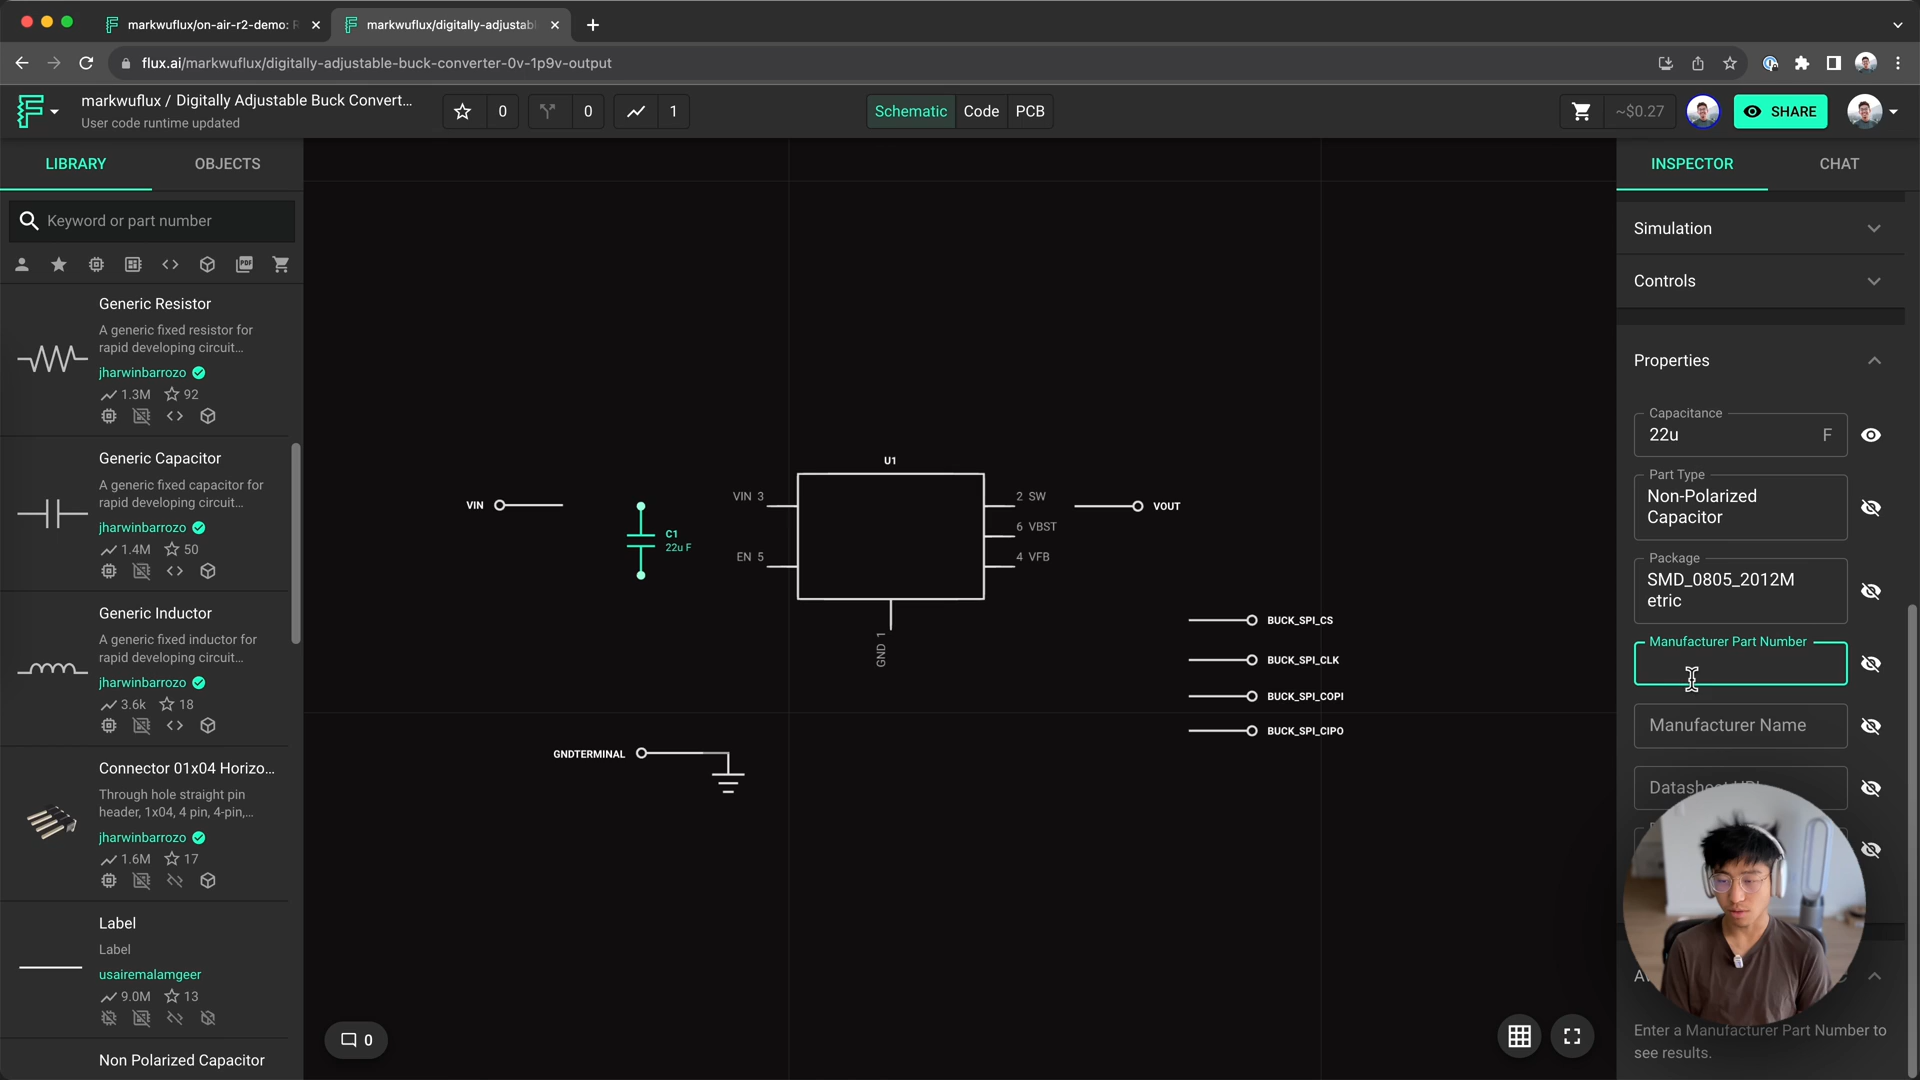 markwuflux/on-air-r2-demo: F
markwuflux/digitally-adjustab
flux.ai/markwuflux/digitally-adjustable-buck-converter-0v-1p9v-output
markwuflux / Digitally Adjustable Buck Convert...
User code runtime updated
0
0
1
Schematic
Code
PCB
~$0.27
SHARE
LIBRARY
OBJECTS
Keyword or part number
PDF
Generic Resistor
A generic fixed resistor for
rapid developing circuit...
jharwinbarrozo
1.3M
92
Generic Capacitor
A generic fixed capacitor for
rapid developing circuit...
jharwinbarrozo
1.4M
50
Generic Inductor
A generic fixed inductor for
rapid developing circuit...
jharwinbarrozo
3.6k
18
Connector 01x04 Horizo...
Through hole straight pin
header, 1x04, 4 pin, 4-pin,...
jharwinbarrozo
1.6M
17
Label
Label
usairemalamgeer
9.0M
13
Non Polarized Capacitor
VIN
C1
22u F
U1
VIN 3
EN 5
2 SW
6 VBST
4 VFB
GND 1
VOUT
BUCK_SPI_CS
BUCK_SPI_CLK
BUCK_SPI_COPI
BUCK_SPI_CIPO
GNDTERMINAL
0
INSPECTOR
CHAT
Simulation
Controls
Properties
Capacitance
22u F
Part Type
Non-Polarized
Capacitor
Package
SMD_0805_2012M
etric
Manufacturer Part Number
Manufacturer Name
Enter a Manufacturer Part Number to
see results.